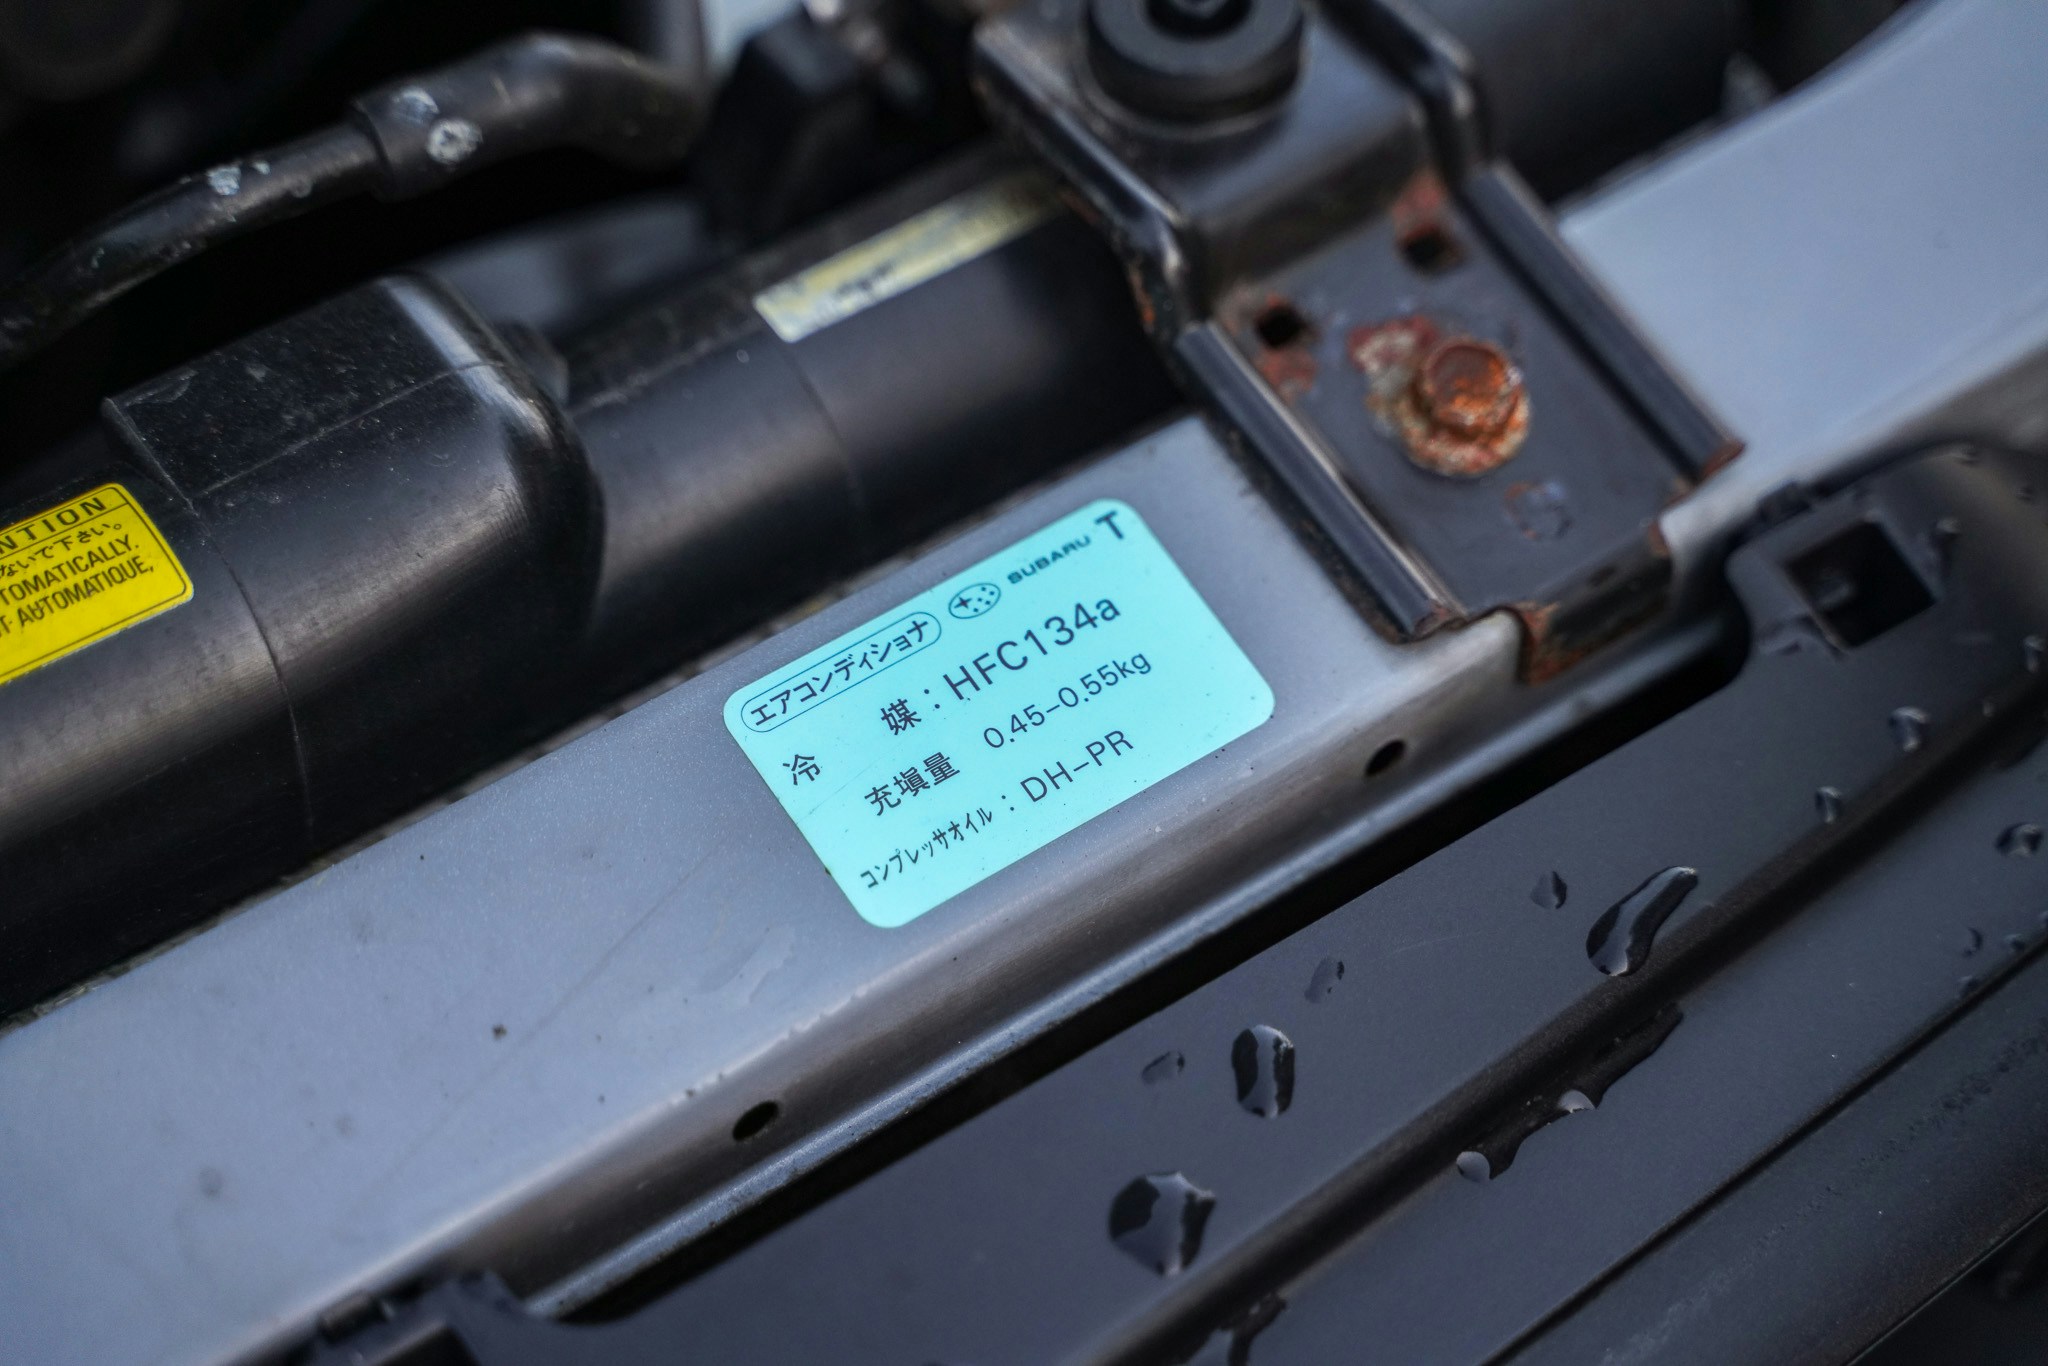 NTION
ないで下さい。
TOMATICALLY.
T AUTOMATIQUE,
エアコンディショナ SUBARU T
冷 媒：HFC134a
充塡量 0.45-0.55kg
コンプレッサオイル：DH-PR